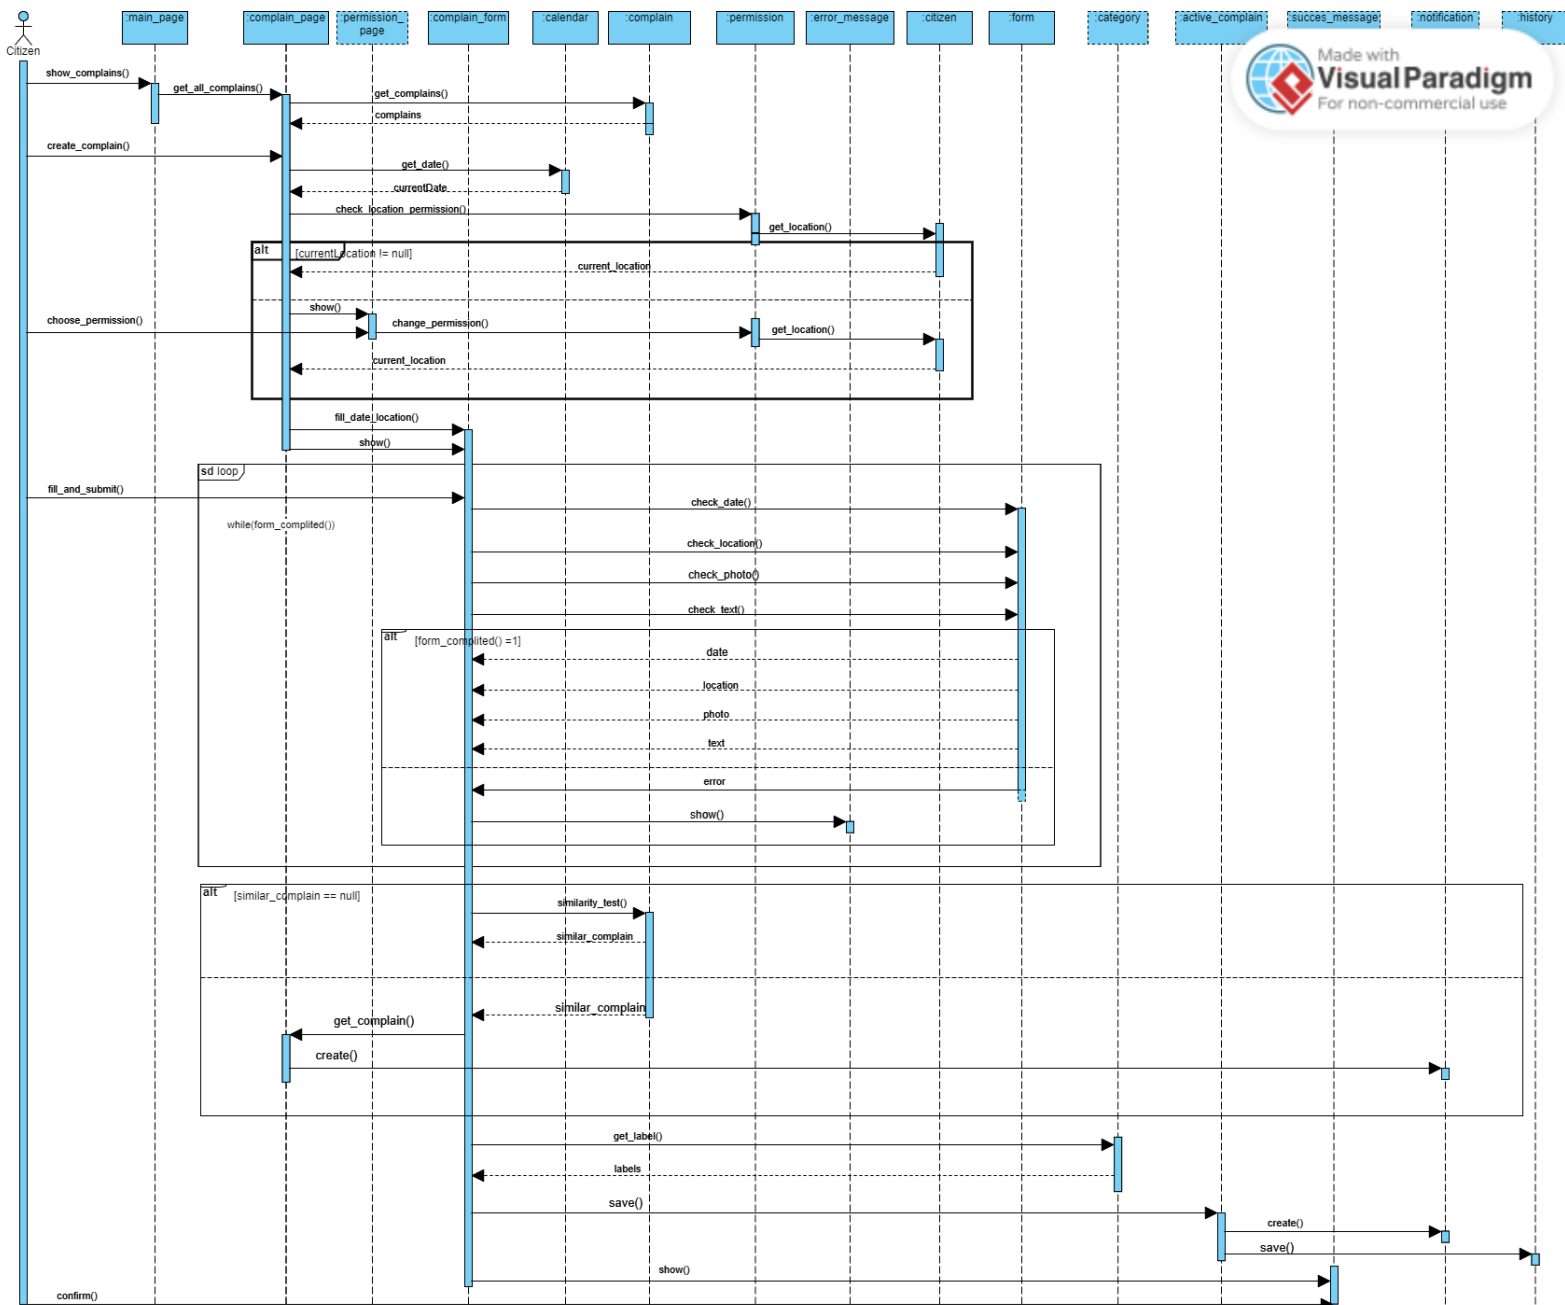 :main_page
:complain_page
:permission_
page
:complain_form
:calendar
:complain
:permission
:error_message
:citizen
:form
:category
:active_complain
:succes_message
:notification
:history
Citizen
Made with
Visual Paradigm
For non-commercial use
show_complains()
get_all_complains()
get_complains()
complains
create_complain()
get_date()
currentDate
check_location_permission()
get_location()
alt
[currentLocation != null]
current_location
show()
choose_permission()
change_permission()
get_location()
current_location
fill_date_location()
show()
sd loop
fill_and_submit()
check_date()
while(form_complited())
check_location()
check_photo()
check_text()
alt
[form_complited() =1]
date
location
photo
text
error
show()
alt
[similar_complain == null]
similarity_test()
similar_complain
similar_complain
get_complain()
create()
get_label()
labels
save()
create()
save()
show()
confirm()